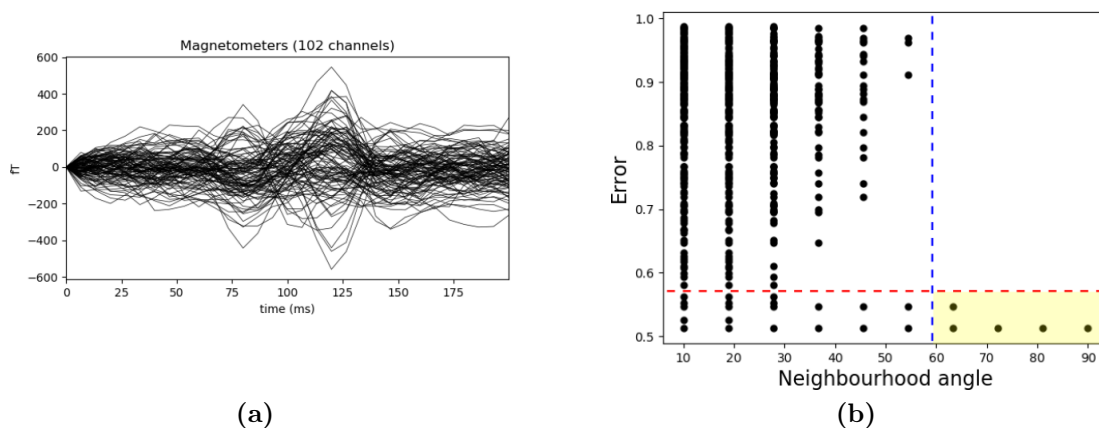 Magnetometers (102 channels)
fT
600
400
200
0
−200
−400
−600
0 25 50 75 100 125 150 175
time (ms)
(a)
Error
1.0
0.9
0.8
0.7
0.6
0.5
10 20 30 40 50 60 70 80 90
Neighbourhood angle
(b)